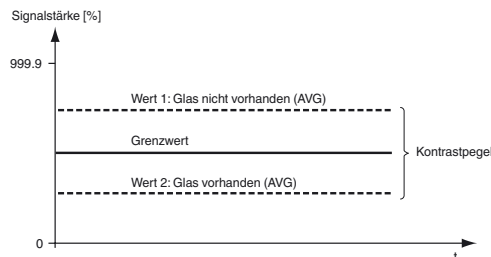 Signalstärke [%]
999.9
Wert 1: Glas nicht vorhanden (AVG)
Grenzwert
Kontrastpegel
Wert 2: Glas vorhanden (AVG)
0
t